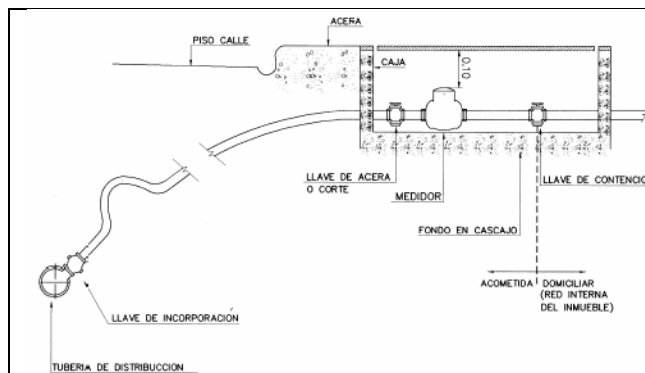 ACERA
PISO CALLE
CAJA
0.10
LLAVE DE ACERA
O CORTE
MEDIDOR
LLAVE DE CONTENCIO
FONDO EN CASCAJO
ACOMETIDA
DOMICILIAR
(RED INTERNA
DEL INMUEBLE)
LLAVE DE INCORPORACIÓN
TUBERIA DE DISTRIBUCCION